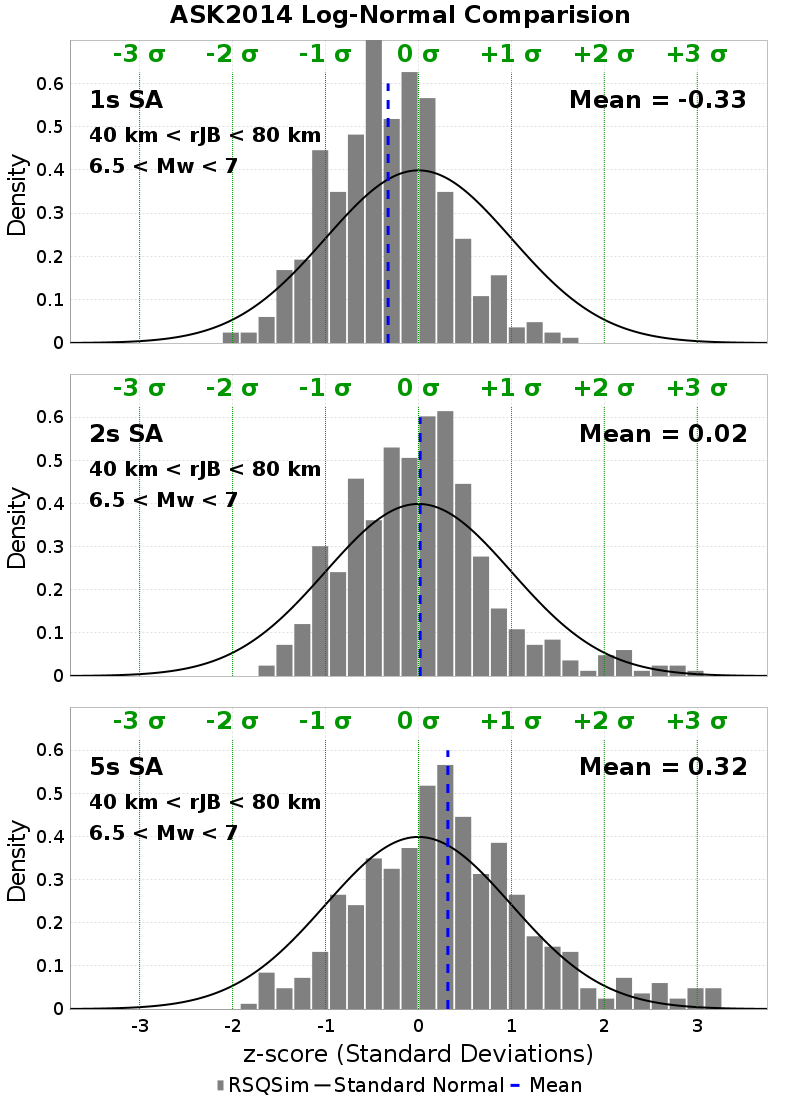 ASK2014 Log-Normal Comparision
-3 σ -2 σ -1 σ 0 σ +1 σ +2 σ +3 σ
1s SA
Mean = -0.33
40 km < rJB < 80 km
6.5 < Mw < 7
Density
0.6
0.5
0.4
0.3
0.2
0.1
0
-3 σ -2 σ -1 σ 0 σ +1 σ +2 σ +3 σ
2s SA
Mean = 0.02
40 km < rJB < 80 km
6.5 < Mw < 7
Density
0.6
0.5
0.4
0.3
0.2
0.1
0
-3 σ -2 σ -1 σ 0 σ +1 σ +2 σ +3 σ
5s SA
Mean = 0.32
40 km < rJB < 80 km
6.5 < Mw < 7
Density
0.6
0.5
0.4
0.3
0.2
0.1
0
-3 -2 -1 0 1 2 3
z-score (Standard Deviations)
RSQSim Standard Normal Mean